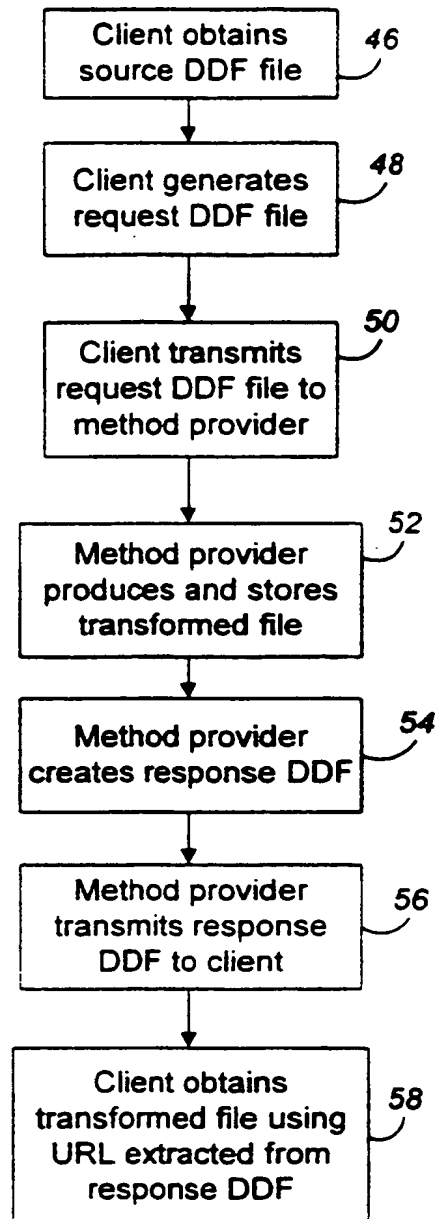 Client obtains
source DDF file
46
Client generates
request DDF file
48
Client transmits
request DDF file to
method provider
50
Method provider
produces and stores
transformed file
52
Method provider
creates response DDF
54
Method provider
transmits response
DDF to client
56
Client obtains
transformed file using
URL extracted from
response DDF
58